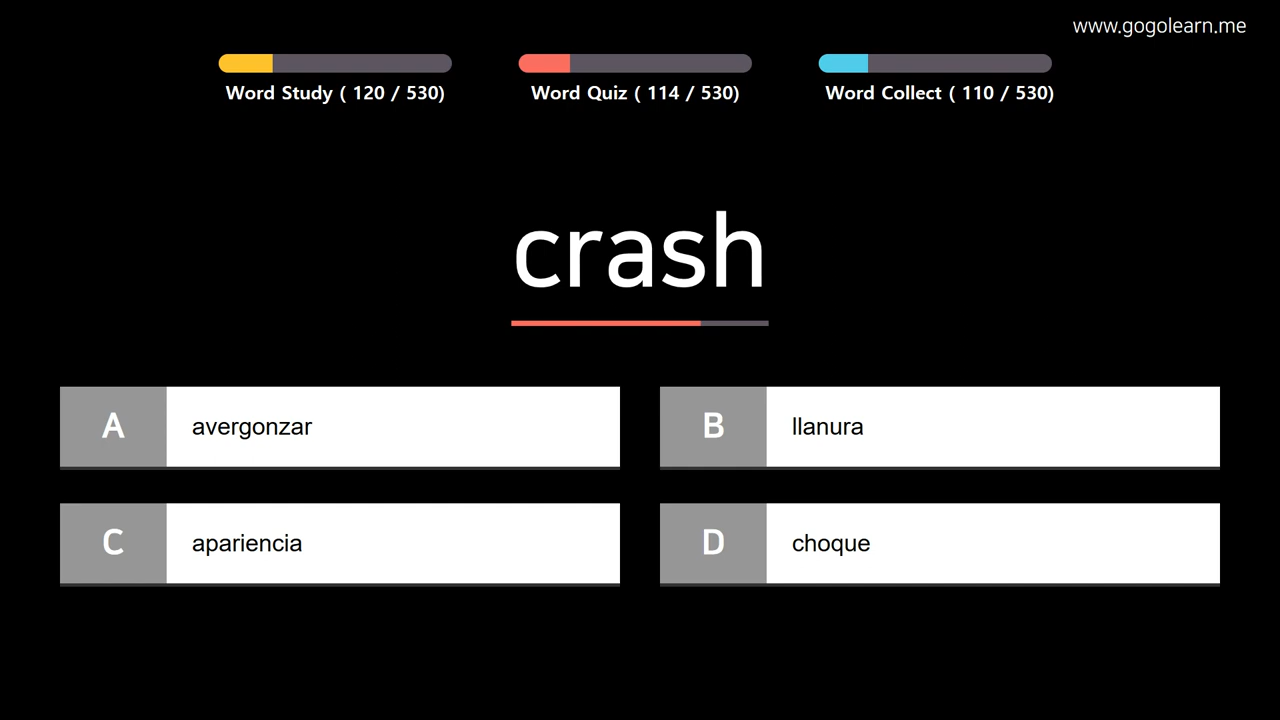 www.gogolearn.me
Word Study ( 120 / 530)
Word Quiz ( 114 / 530)
Word Collect ( 110 / 530)
crash
A avergonzar
B llanura
C apariencia
D choque